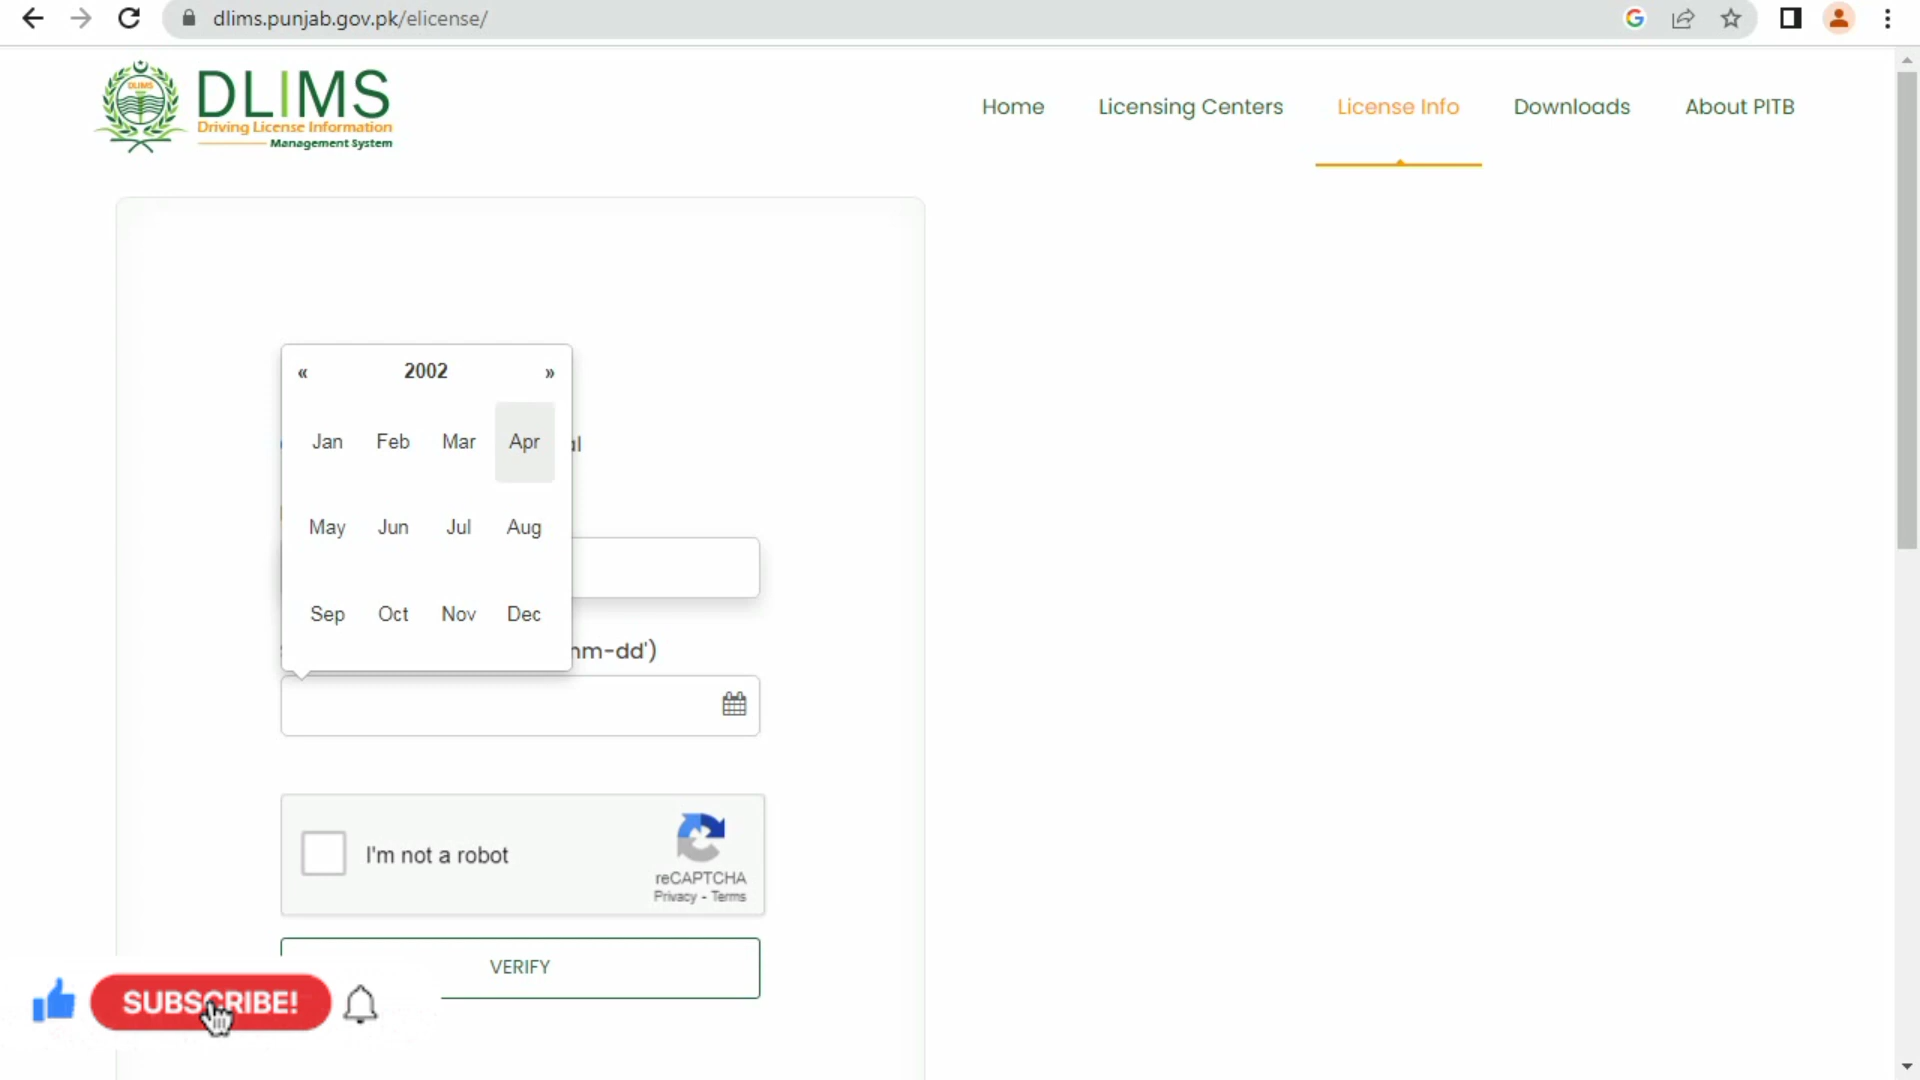 dlims.punjab.gov.pk/elicense/
DLIMS
DLIMS
Driving License Information
Management System
Home
Licensing Centers
License Info
Downloads
About PITB
« 2002 »
Jan Feb Mar Apr
May Jun Jul Aug
Sep Oct Nov Dec
mm-dd')
I'm not a robot
reCAPTCHA
Privacy - Terms
VERIFY
SUBSCRIBE!